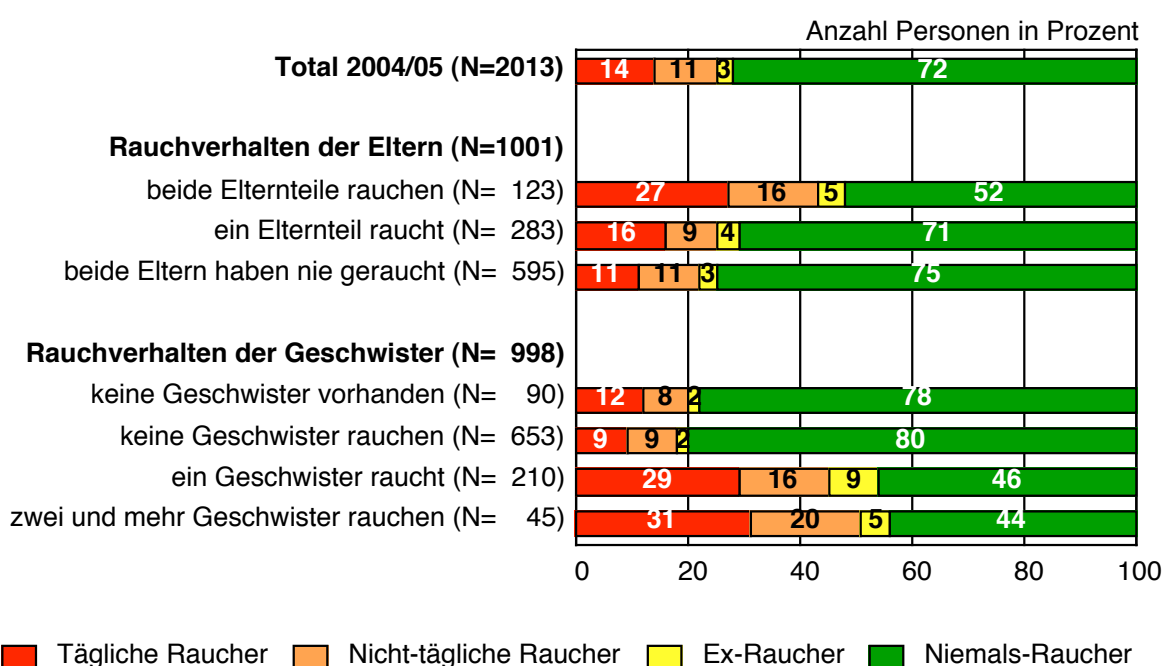 Anzahl Personen in Prozent
Total 2004/05 (N=2013) 14 11 3 72
Rauchverhalten der Eltern (N=1001)
beide Elternteile rauchen (N= 123) 27 16 5 52
ein Elternteil raucht (N= 283) 16 9 4 71
beide Eltern haben nie geraucht (N= 595) 11 11 3 75
Rauchverhalten der Geschwister (N= 998)
keine Geschwister vorhanden (N= 90) 12 8 2 78
keine Geschwister rauchen (N= 653) 9 9 2 80
ein Geschwister raucht (N= 210) 29 16 9 46
zwei und mehr Geschwister rauchen (N= 45) 31 20 5 44
0 20 40 60 80 100
Tägliche Raucher Nicht-tägliche Raucher Ex-Raucher Niemals-Raucher